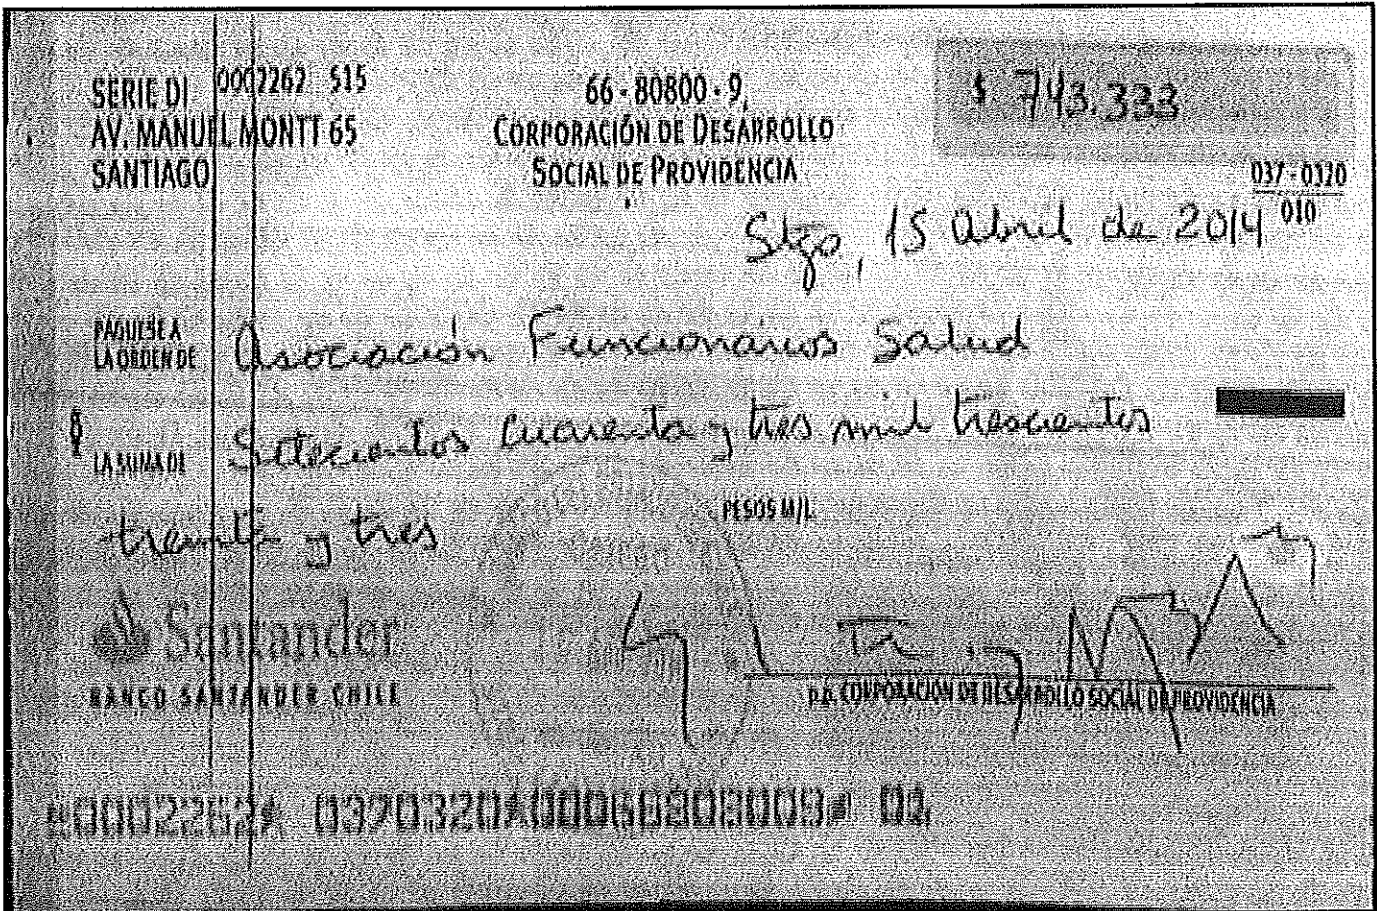 SERIE DI 0002262 515
AV. MANUEL MONTT 65
SANTIAGO
66-80800-9
CORPORACIÓN DE DESARROLLO
SOCIAL DE PROVIDENCIA
$ 743.333
037-0320
010
Stgo, 15 Abril de 2014
PÁGUESE A
LA ORDEN DE Asociación Funcionarios Salud
LA SUMA DE Setecientos cuarenta y tres mil trescientos
treinta y tres PESOS M/L
Santander
BANCO SANTANDER CHILE
P.P. CORPORACIÓN DE DESARROLLO SOCIAL DE PROVIDENCIA